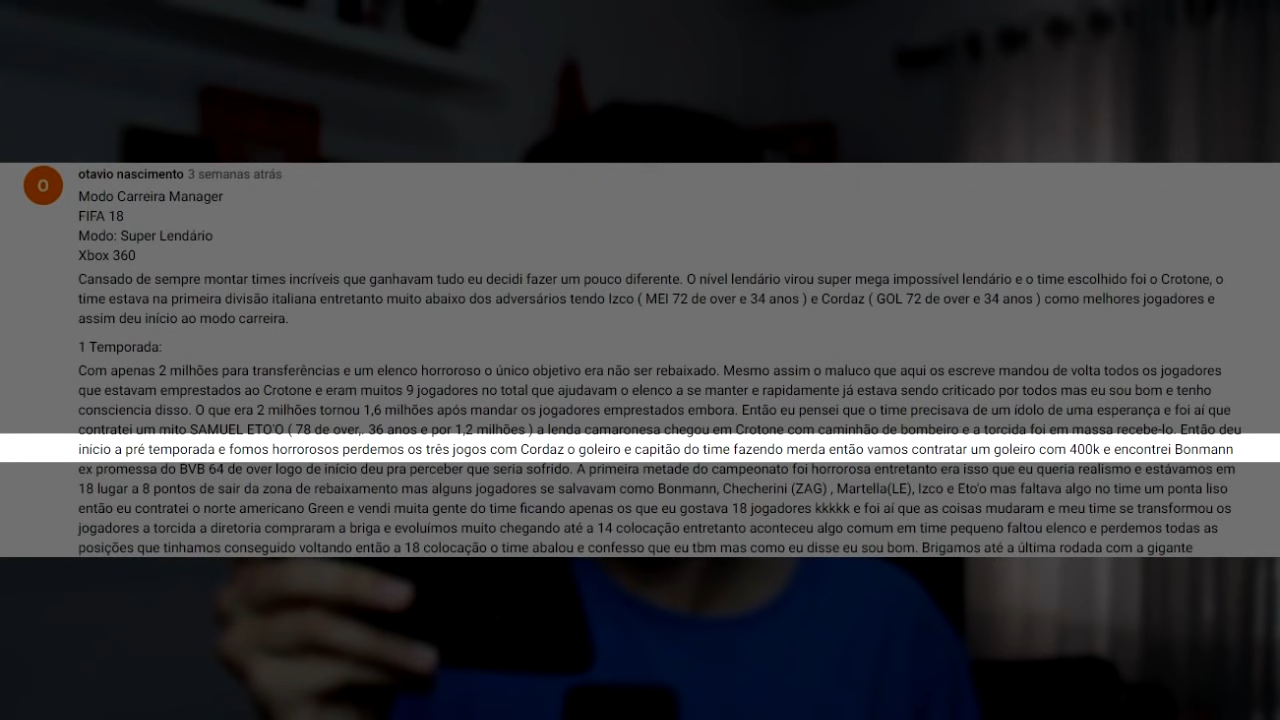 O
otavio nascimento 3 semanas atrás
Modo Carreira Manager
FIFA 18
Modo: Super Lendário
Xbox 360
Cansado de sempre montar times incríveis que ganhavam tudo eu decidi fazer um pouco diferente. O nível lendário virou super mega impossível lendário e o time escolhido foi o Crotone, o
time estava na primeira divisão italiana entretanto muito abaixo dos adversários tendo Izco ( MEI 72 de over e 34 anos ) e Cordaz ( GOL 72 de over e 34 anos ) como melhores jogadores e
assim deu inicio ao modo carreira.
1 Temporada:
Com apenas 2 milhões para transferências e um elenco horroroso o único objetivo era não ser rebaixado. Mesmo assim o maluco que aqui os escreve mandou de volta todos os jogadores
que estavam emprestados ao Crotone e eram muitos 9 jogadores no total que ajudavam o elenco a se manter e rapidamente já estava sendo criticado por todos mas eu sou bom e tenho
consciencia disso. O que era 2 milhões tornou 1,6 milhões após mandar os jogadores emprestados embora. Então eu pensei que o time precisava de um ídolo de uma esperança e foi aí que
contratei um mito SAMUEL ETO'O ( 78 de over,. 36 anos e por 1,2 milhões ) a lenda camaronesa chegou em Crotone com caminhão de bombeiro e a torcida foi em massa recebe-lo. Então deu
inicio a pré temporada e fomos horrorosos perdemos os três jogos com Cordaz o goleiro e capitão do time fazendo merda então vamos contratar um goleiro com 400k e encontrei Bonmann
ex promessa do BVB 64 de over logo de início deu pra perceber que seria sofrido. A primeira metade do campeonato foi horrorosa entretanto era isso que eu queria realismo e estávamos em
18 lugar a 8 pontos de sair da zona de rebaixamento mas alguns jogadores se salvavam como Bonmann, Checherini (ZAG) , Martella(LE), Izco e Eto'o mas faltava algo no time um ponta liso
então eu contratei o norte americano Green e vendi muita gente do time ficando apenas os que eu gostava 18 jogadores kkkkk e foi aí que as coisas mudaram e meu time se transformou os
jogadores a torcida a diretoria compraram a briga e evoluímos muito chegando até a 14 colocação entretanto aconteceu algo comum em time pequeno faltou elenco e perdemos todas as
posições que tinhamos conseguido voltando então a 18 colocação o time abalou e confesso que eu tbm mas como eu disse eu sou bom. Brigamos até a última rodada com a gigante